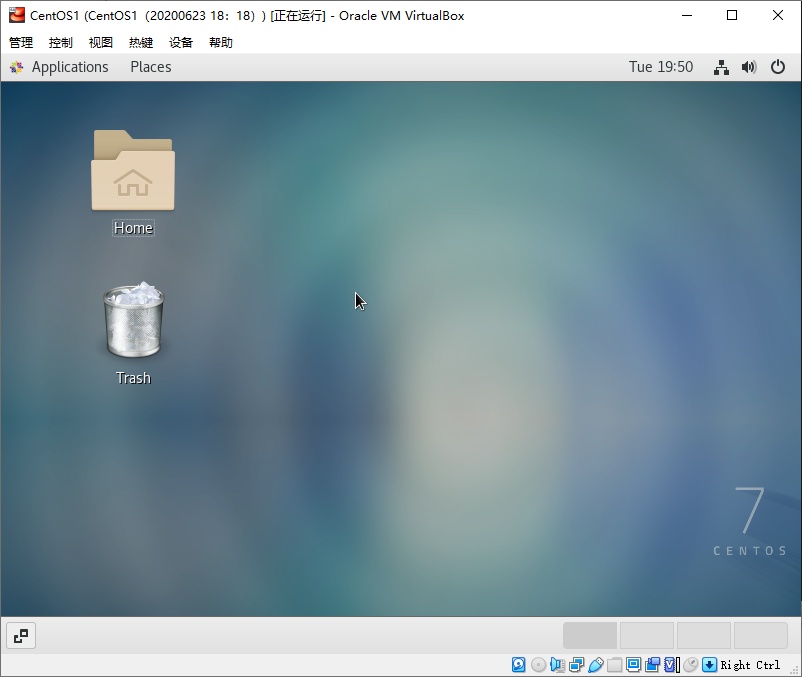 CentOS1 (CentOS1（20200623 18：18）) [正在运行] - Oracle VM VirtualBox
管理 控制 视图 热键 设备 帮助
Applications Places Tue 19:50
Home
Trash
7
CENTOS
Right Ctrl